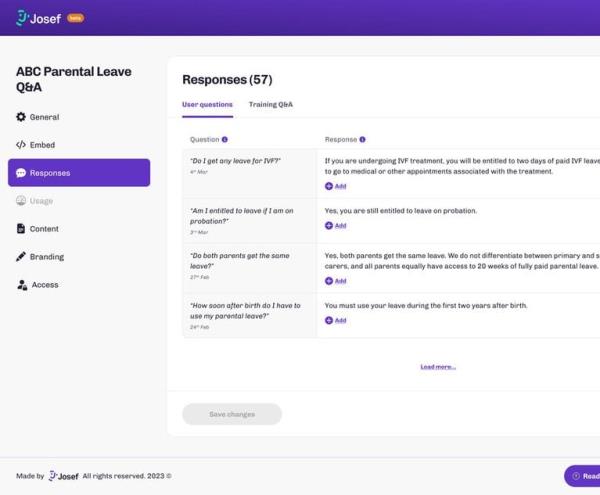 Josef beta
ABC Parental Leave
Q&A
General
Embed
Responses
Usage
Content
Branding
Access
Responses (57)
User questions Training Q&A
Question Response
"Do I get any leave for IVF?"
4th Mar
If you are undergoing IVF treatment, you will be entitled to two days of paid IVF leave
to go to medical or other appointments associated with the treatment.
Add
"Am I entitled to leave if I am on
probation?"
3rd Mar
Yes, you are still entitled to leave on probation.
Add
"Do both parents get the same
leave?"
27th Feb
Yes, both parents get the same leave. We do not differentiate between primary and s
carers, and all parents equally have access to 20 weeks of fully paid parental leave.
Add
"How soon after birth do I have to
use my parental leave?"
24th Feb
You must use your leave during the first two years after birth.
Add
Load more...
Save changes
Made by Josef All rights reserved. 2023 ©
Read